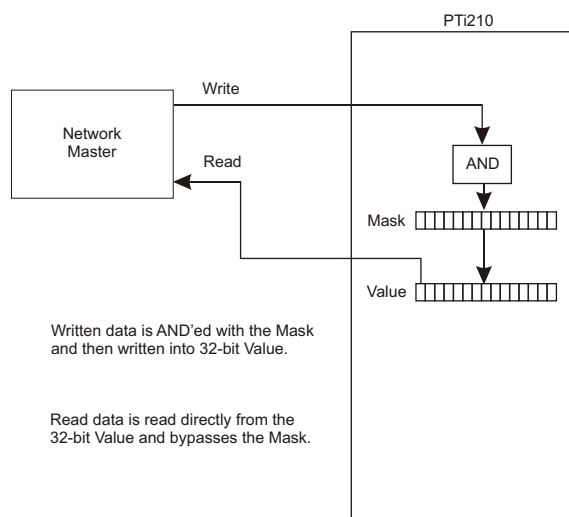 PTi210
Write
Network
Master
Read
AND
Mask
Value
Written data is AND'ed with the Mask
and then written into 32-bit Value.
Read data is read directly from the
32-bit Value and bypasses the Mask.